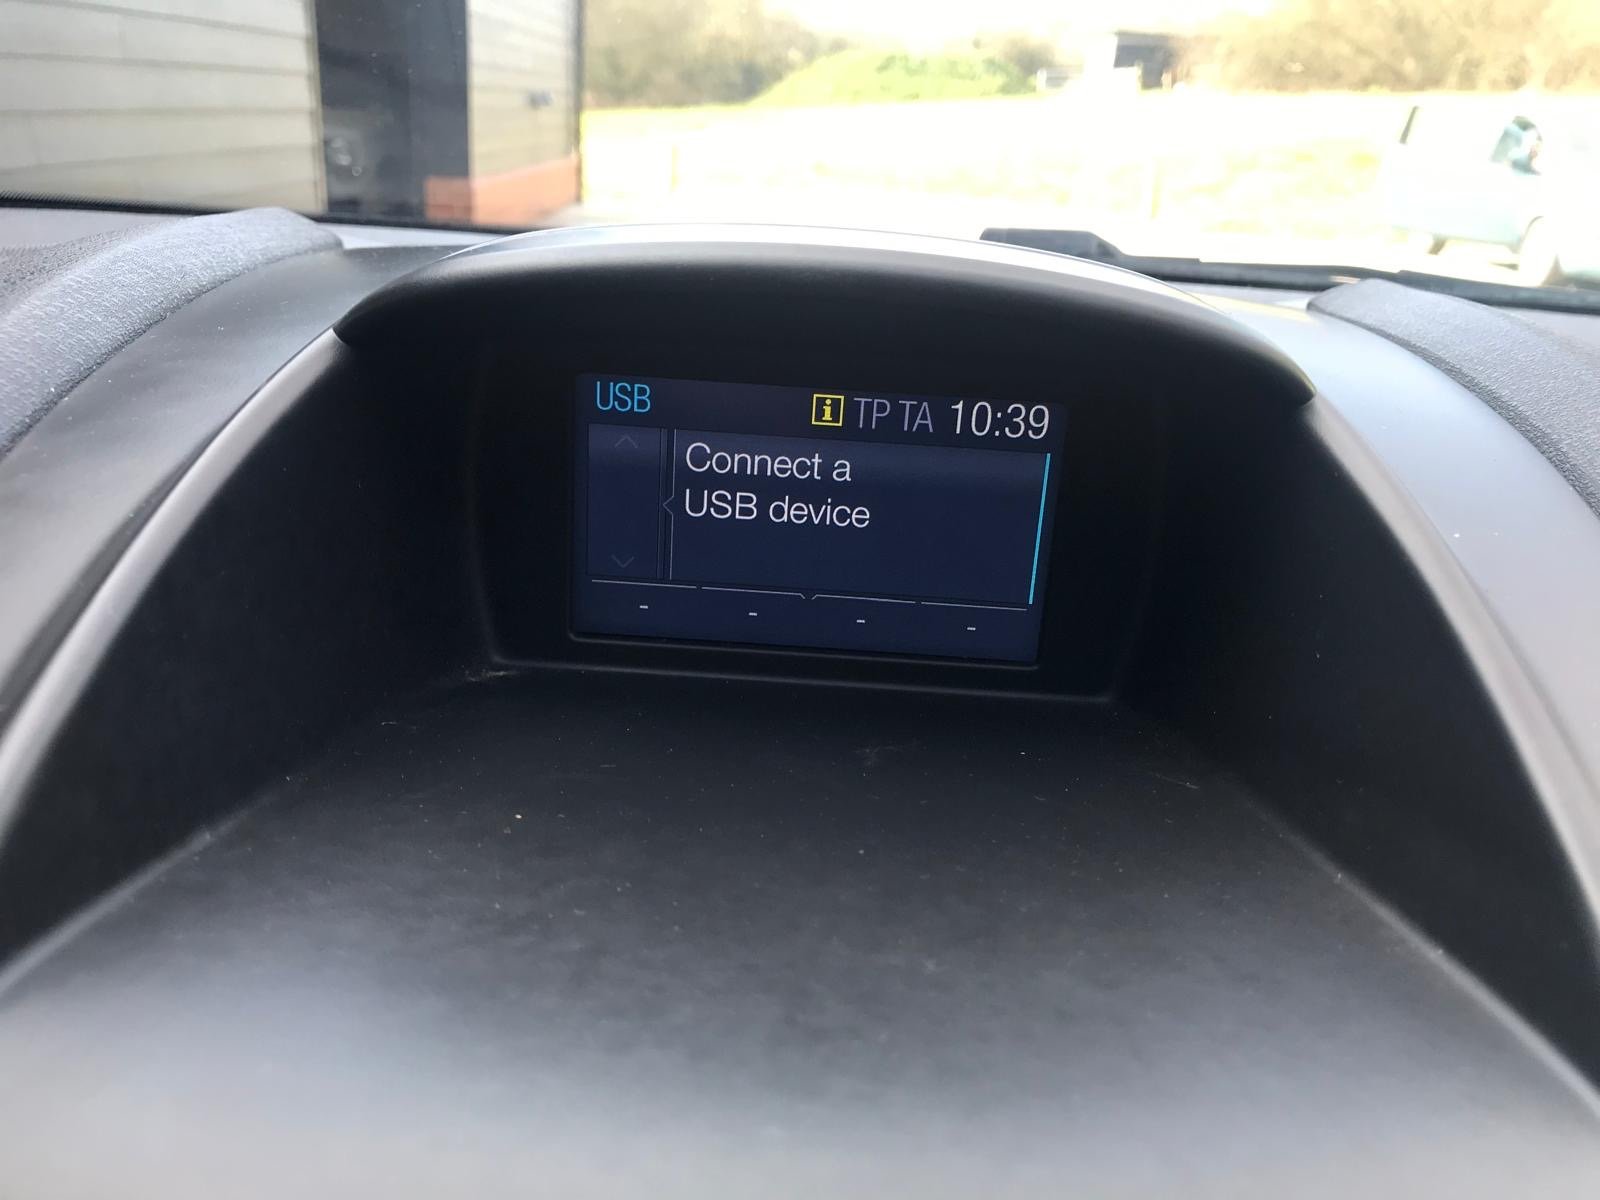 USB
i TP TA 10:39
Connect a
USB device
- - - -